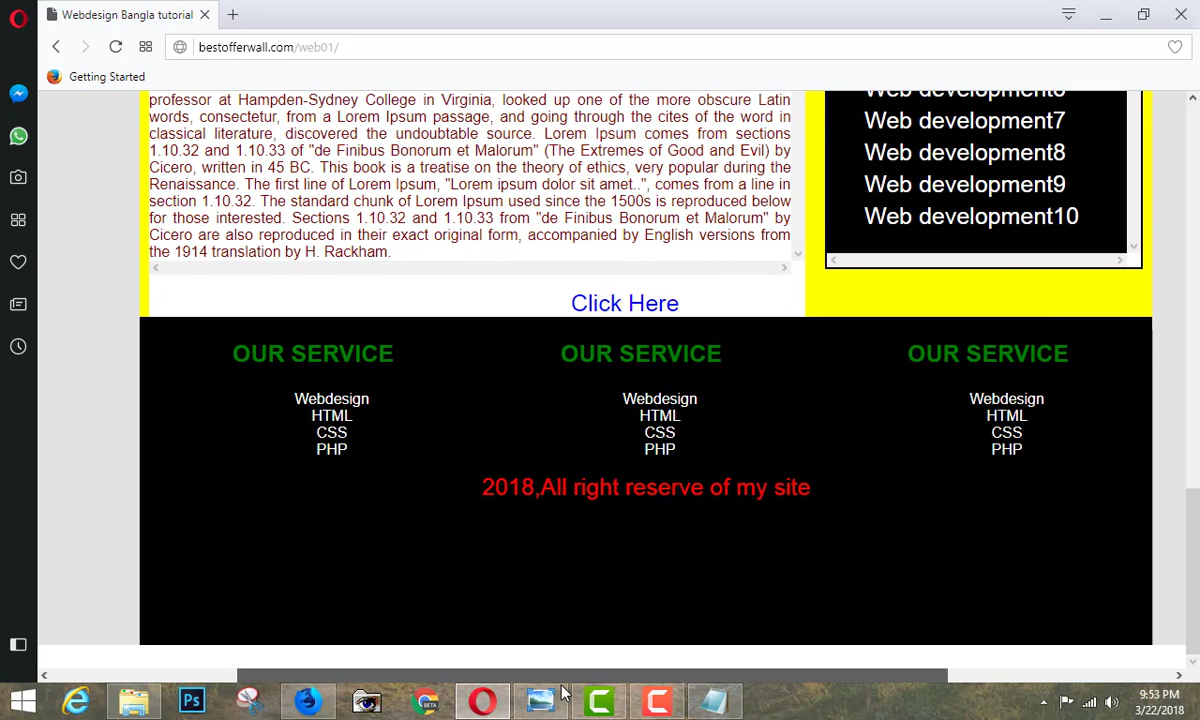 Webdesign Bangla tutorial
bestofferwall.com/web01/
Getting Started
professor at Hampden-Sydney College in Virginia, looked up one of the more obscure Latin
words, consectetur, from a Lorem Ipsum passage, and going through the cites of the word in
classical literature, discovered the undoubtable source. Lorem Ipsum comes from sections
1.10.32 and 1.10.33 of "de Finibus Bonorum et Malorum" (The Extremes of Good and Evil) by
Cicero, written in 45 BC. This book is a treatise on the theory of ethics, very popular during the
Renaissance. The first line of Lorem Ipsum, "Lorem ipsum dolor sit amet..", comes from a line in
section 1.10.32. The standard chunk of Lorem Ipsum used since the 1500s is reproduced below
for those interested. Sections 1.10.32 and 1.10.33 from "de Finibus Bonorum et Malorum" by
Cicero are also reproduced in their exact original form, accompanied by English versions from
the 1914 translation by H. Rackham.
Click Here
Web development6
Web development7
Web development8
Web development9
Web development10
OUR SERVICE
Webdesign
HTML
CSS
PHP
OUR SERVICE
Webdesign
HTML
CSS
PHP
OUR SERVICE
Webdesign
HTML
CSS
PHP
2018,All right reserve of my site
Ps
BETA
9:53 PM
3/22/2018